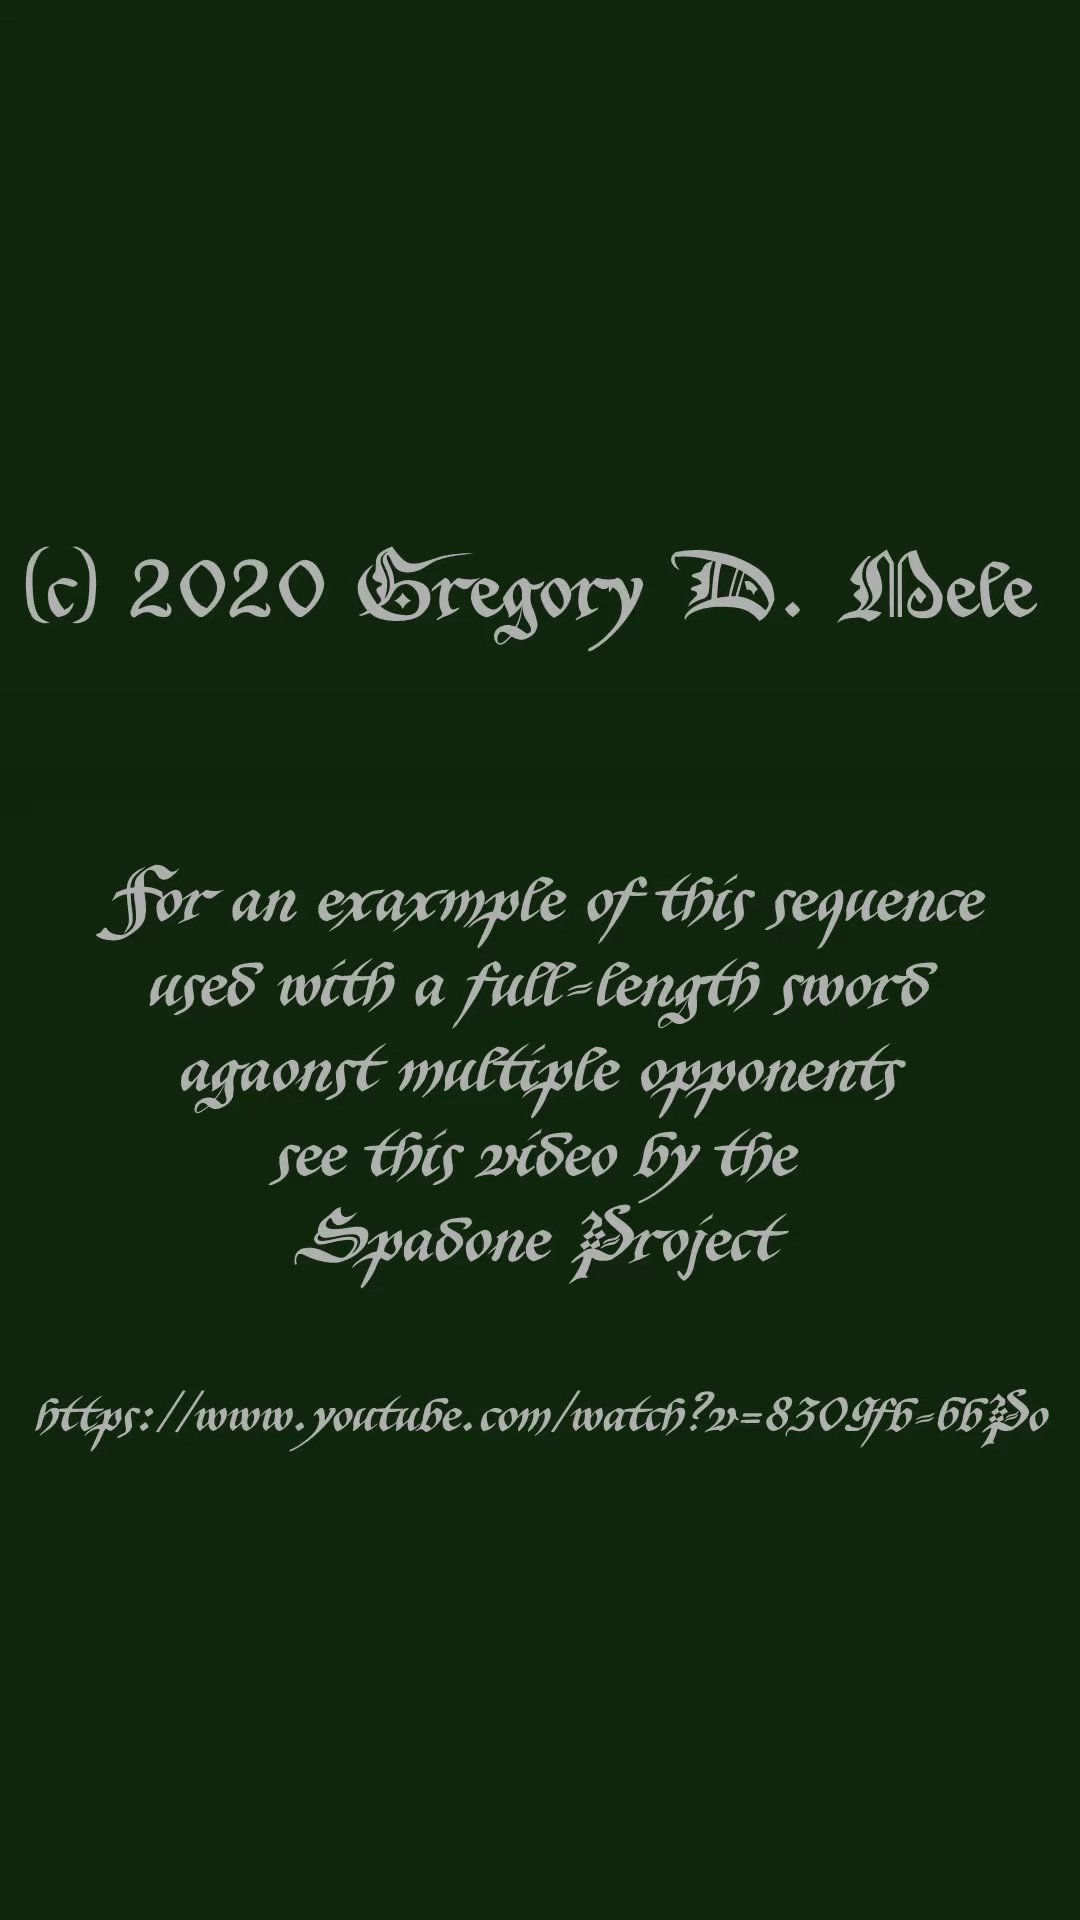 (c) 2020 Gregory D. Mele
For an exaxmple of this sequence
used with a full-length sword
agaonst multiple opponents
see this video by the
Spadone Project
https://www.youtube.com/watch?v=8309fb-6bPo